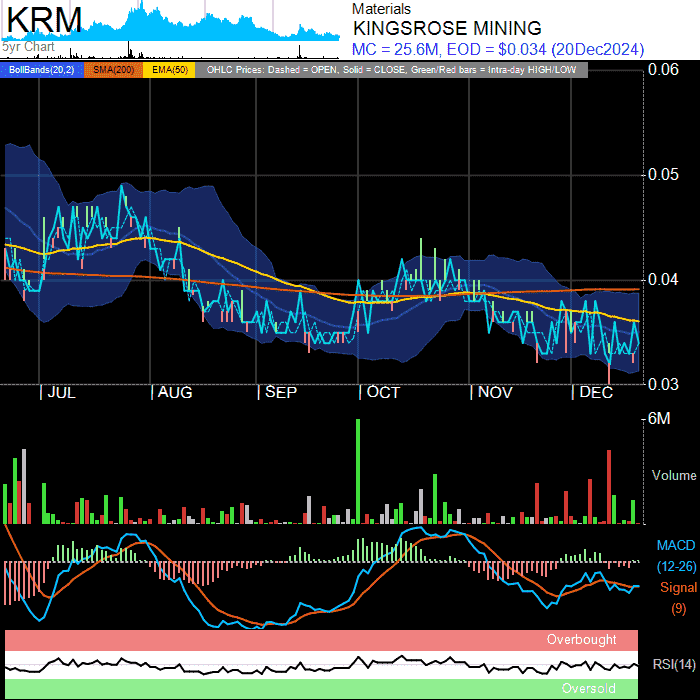 KRM
5yr Chart
Materials
KINGSROSE MINING
MC = 25.6M, EOD = $0.034 (20Dec2024)
BollBands(20,2) SMA(200) EMA(50) OHLC Prices: Dashed = OPEN, Solid = CLOSE, Green/Red bars = Intra-day HIGH/LOW
0.06
0.05
0.04
0.03
JUL AUG SEP OCT NOV DEC
6M
Volume
MACD
(12-26)
Signal
(9)
Overbought
RSI(14)
Oversold